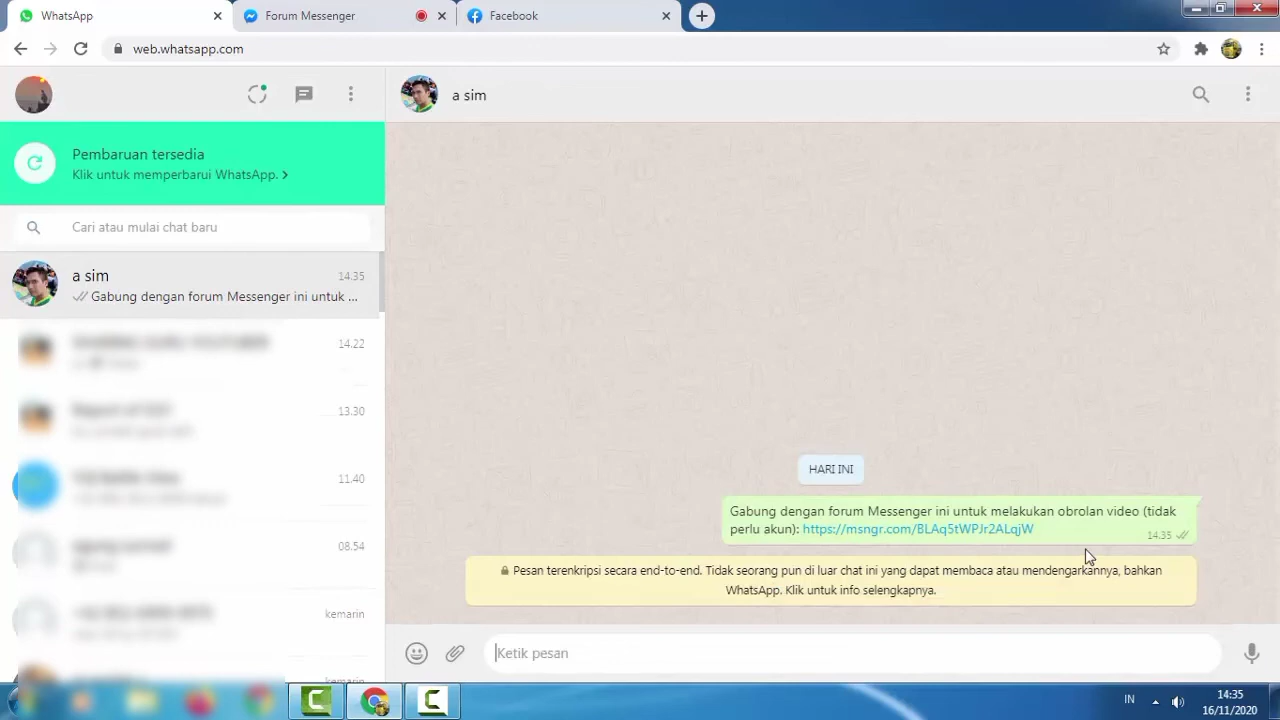 WhatsApp
Forum Messenger
Facebook
web.whatsapp.com
a sim
Pembaruan tersedia
Klik untuk memperbarui WhatsApp.
Cari atau mulai chat baru
a sim
14.35
Gabung dengan forum Messenger ini untuk ...
14.22
13.30
11.40
08.54
kemarin
kemarin
HARI INI
Gabung dengan forum Messenger ini untuk melakukan obrolan video (tidak
perlu akun): https://msngr.com/BLAq5tWPJr2ALqjW
14.35
Pesan terenkripsi secara end-to-end. Tidak seorang pun di luar chat ini yang dapat membaca atau mendengarkannya, bahkan
WhatsApp. Klik untuk info selengkapnya.
Ketik pesan
IN
14:35
16/11/2020